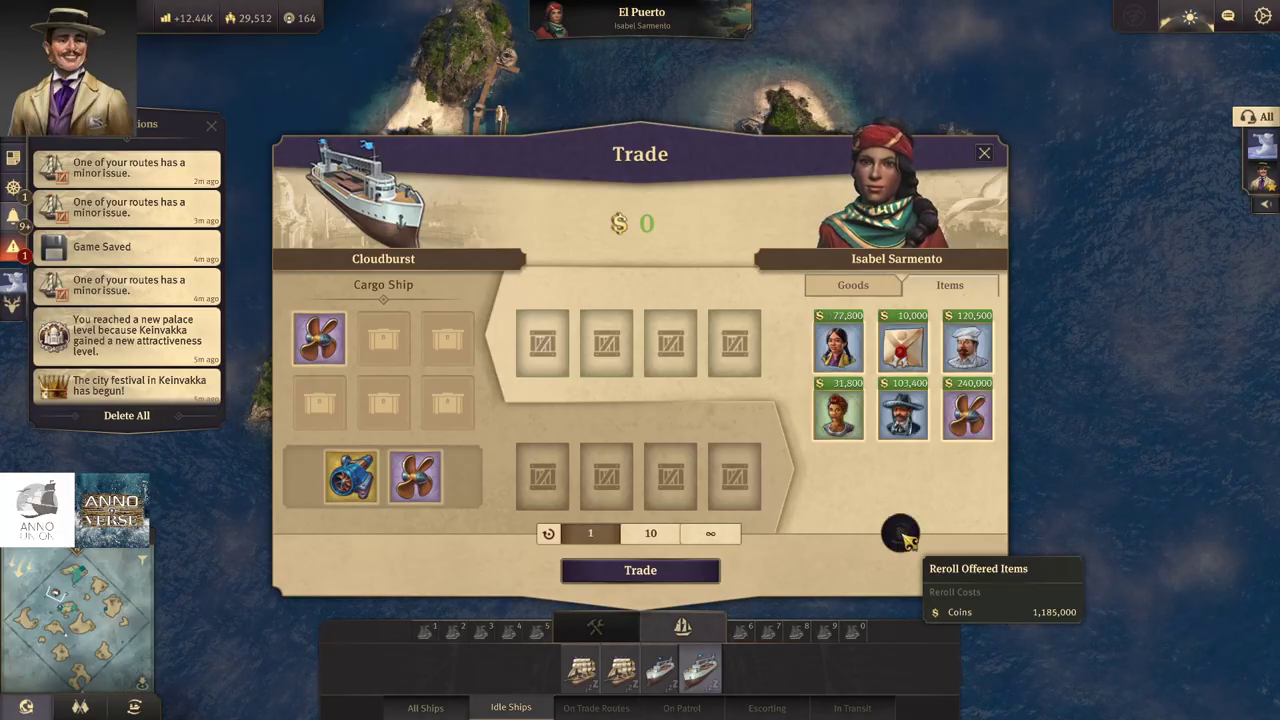 +12.44K
29,512
164
El Puerto
Isabel Sarmento
All
ions
One of your routes has a
minor issue.
2m ago
One of your routes has a
minor issue.
3m ago
Game Saved
4m ago
One of your routes has a
minor issue.
4m ago
You reached a new palace
level because Keinvakka
gained a new attractiveness
level.
5m ago
The city festival in Keinvakka
has begun!
5m ago
Delete All
1
9+
1
Trade
$ 0
Cloudburst
Isabel Sarmento
Cargo Ship
Goods
Items
$ 77,800
$ 10,000
$ 120,500
$ 31,800
$ 103,400
$ 240,000
1
10
∞
Trade
Reroll Offered Items
Reroll Costs
$ Coins 1,185,000
ANNO
UNION
ANNO
VERSE
1
2
3
4
5
6
7
8
9
0
All Ships
Idle Ships
On Trade Routes
On Patrol
Escorting
In Transit